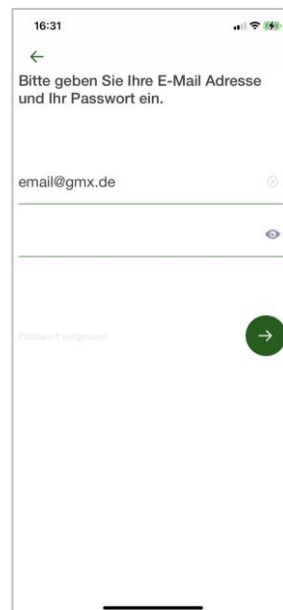 16:31
Bitte geben Sie Ihre E-Mail Adresse
und Ihr Passwort ein.
email@gmx.de
Passwort vergessen